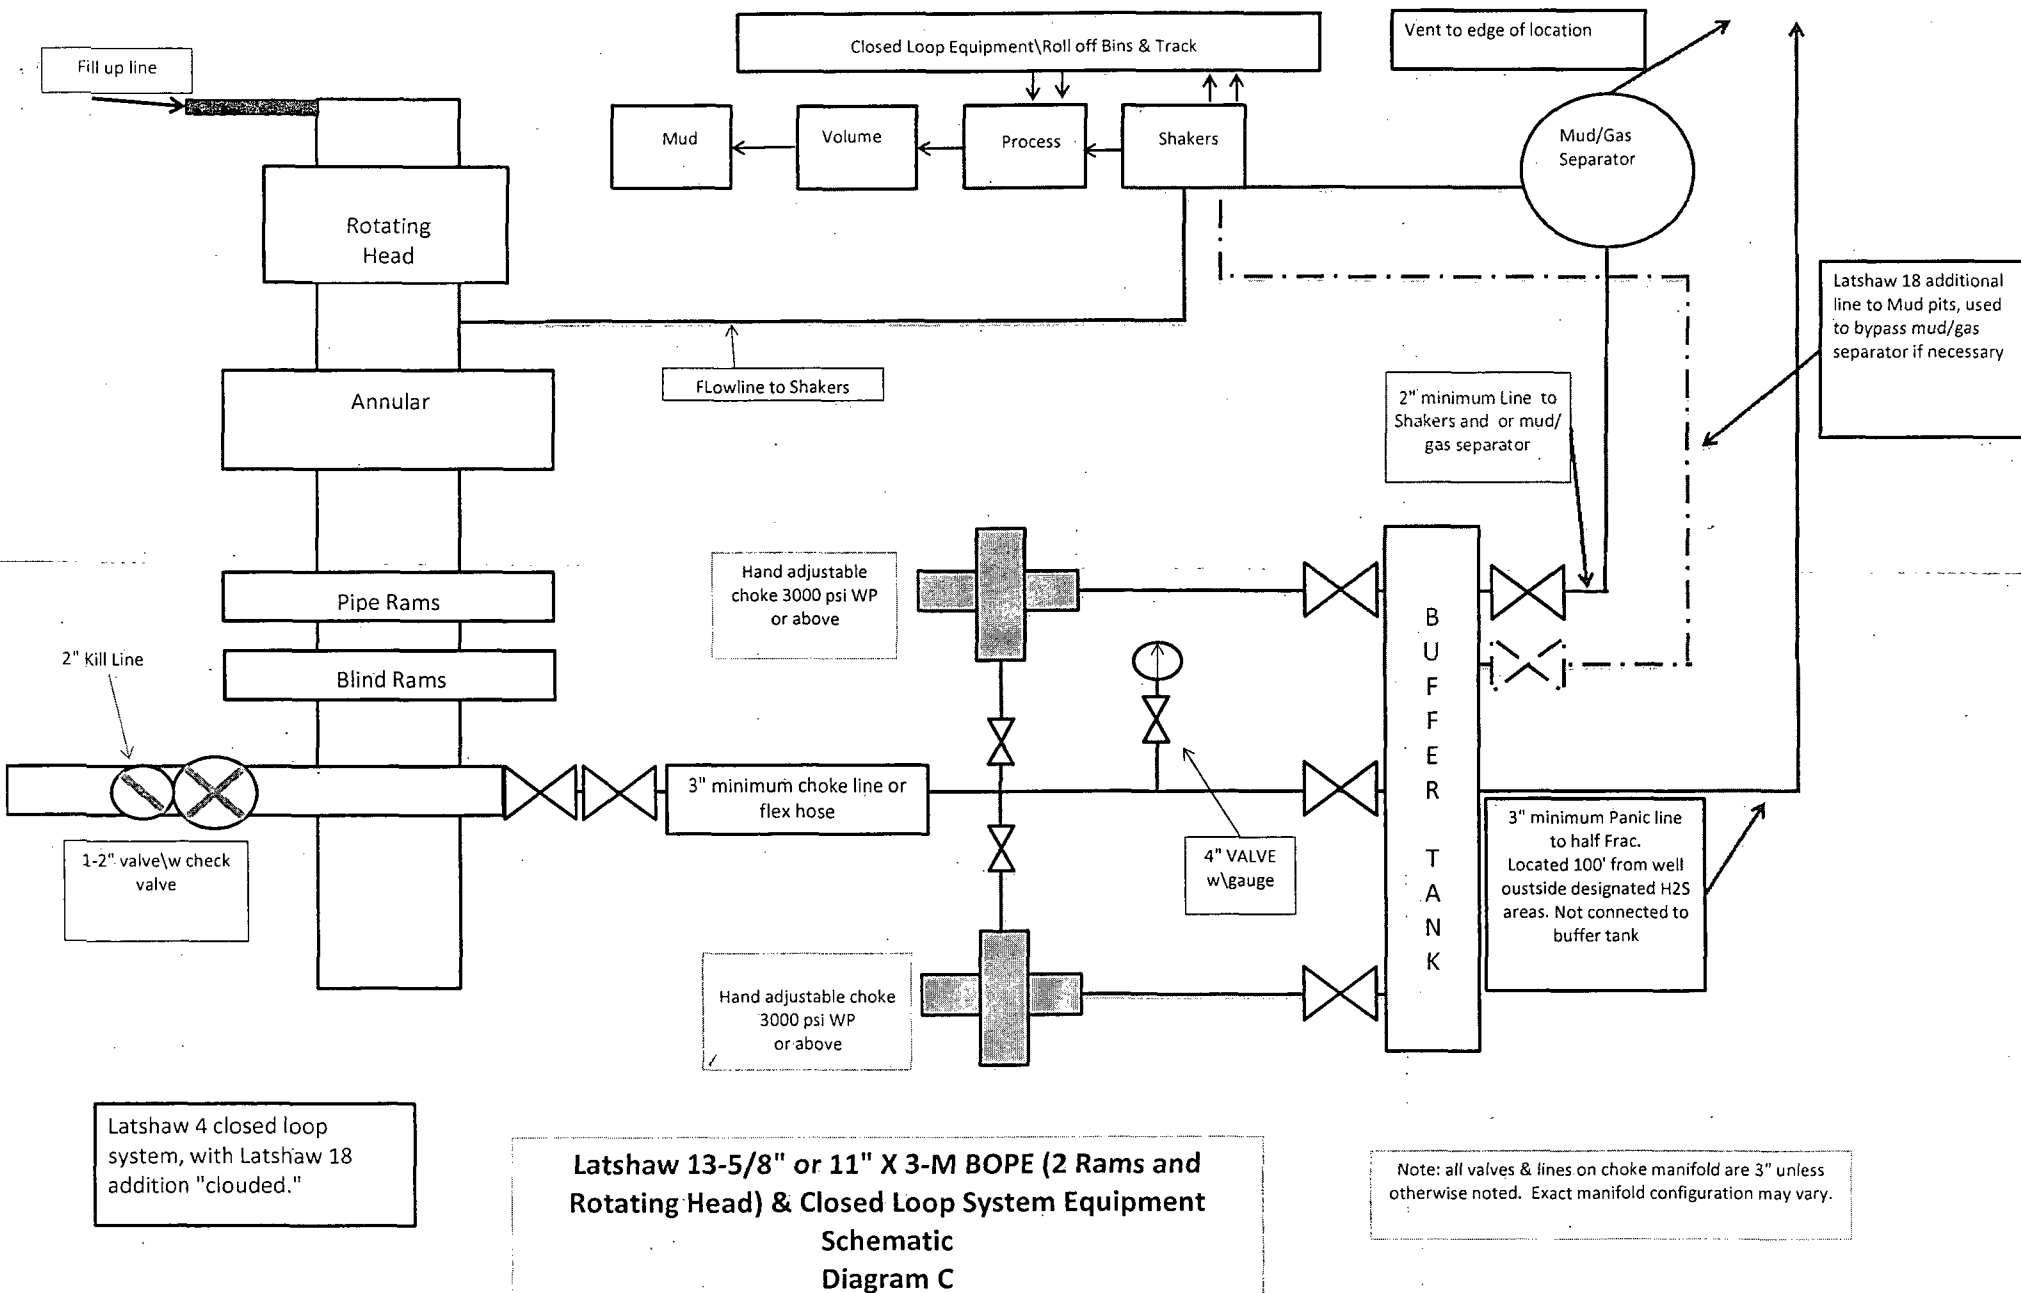 Fill up line
Closed Loop Equipment\Roll off Bins & Track
Vent to edge of location
Mud
Volume
Process
Shakers
Mud/Gas
Separator
Rotating
Head
Latshaw 18 additional
line to Mud pits, used
to bypass mud/gas
separator if necessary
FLowline to Shakers
Annular
2" minimum Line to
Shakers and or mud/
gas separator
Hand adjustable
choke 3000 psi WP
or above
Pipe Rams
Blind Rams
2" Kill Line
B
U
F
F
E
R
T
A
N
K
3" minimum choke line or
flex hose
1-2" valve\w check
valve
4" VALVE
w\gauge
3" minimum Panic line
to half Frac.
Located 100' from well
oustside designated H2S
areas. Not connected to
buffer tank
Hand adjustable choke
3000 psi WP
or above
Latshaw 4 closed loop
system, with Latshaw 18
addition "clouded."
Latshaw 13-5/8" or 11" X 3-M BOPE (2 Rams and
Rotating Head) & Closed Loop System Equipment
Schematic
Diagram C
Note: all valves & lines on choke manifold are 3" unless
otherwise noted. Exact manifold configuration may vary.